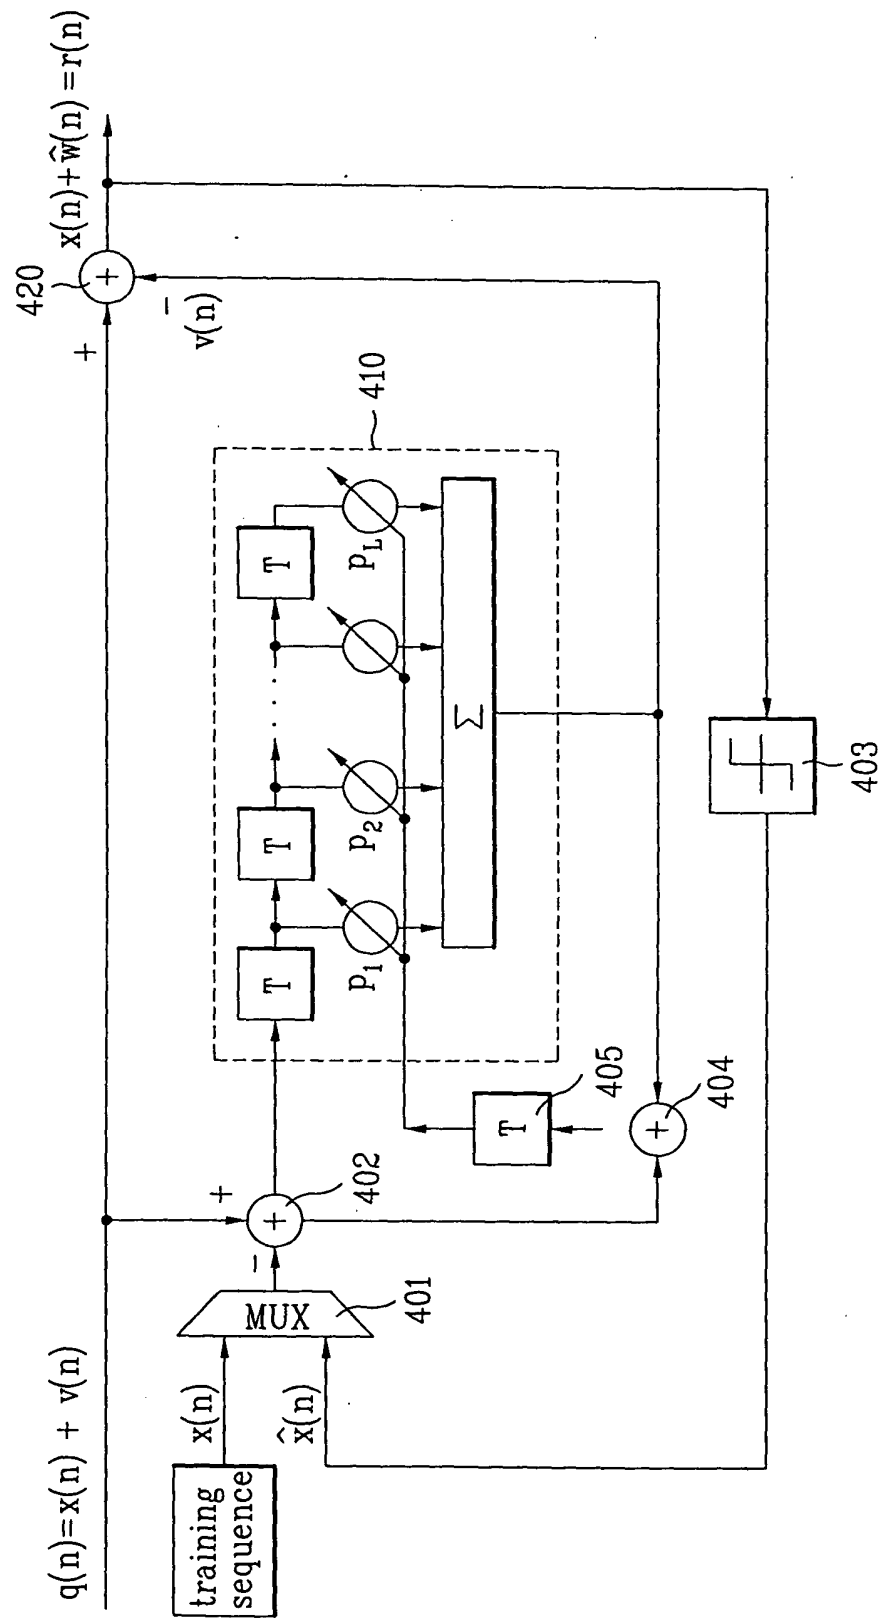 q(n)=x(n) + v(n)
+
420
x(n)+ŵ(n)=r(n)
−
v(n)
training
sequence
x(n)
x̂(n)
MUX
401
−
+
+
402
T
T
. . .
T
410
p1
p2
pL
Σ
T
405
+
404
+
403